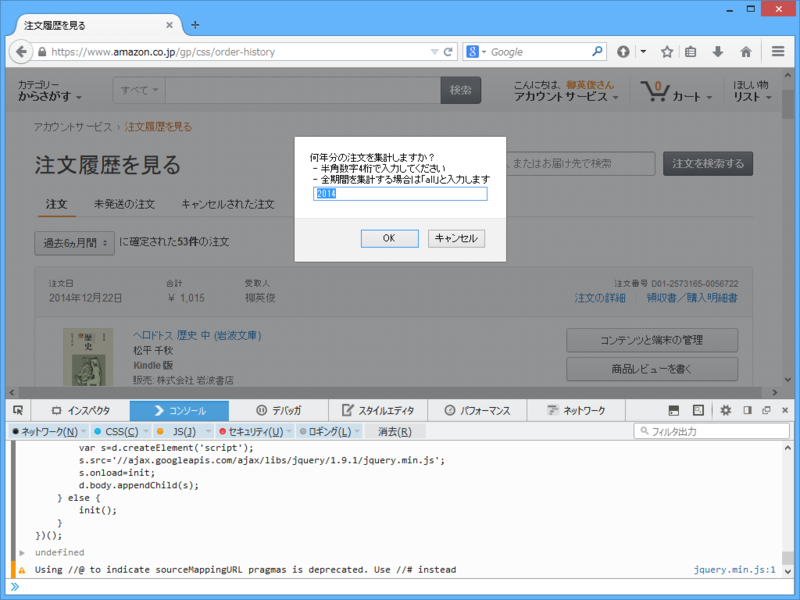 注文履歴を見る
https://www.amazon.co.jp/gp/css/order-history
Google
カテゴリー
からさがす
すべて
検索
こんにちは、柳英俊さん
アカウントサービス
0
カート
ほしい物
リスト
アカウントサービス › 注文履歴を見る
注文履歴を見る
、またはお届け先で検索
注文を検索する
何年分の注文を集計しますか?
- 半角数字4桁で入力してください
- 全期間を集計する場合は「all」と入力します
2014
OK
キャンセル
注文
未発送の注文
キャンセルされた注文
過去6ヵ月間
に確定された53件の注文
注文日
合計
受取人
注文番号 D01-2573165-0056722
2014年12月22日
¥ 1,015
柳英俊
注文の詳細
領収書/購入明細書
ヘロドトス 歴史 中 (岩波文庫)
松平 千秋
Kindle 版
販売: 株式会社 岩波書店
歴史
コンテンツと端末の管理
商品レビューを書く
インスペクタ
コンソール
デバッガ
スタイルエディタ
パフォーマンス
ネットワーク
ネットワーク(N)
CSS(C)
JS(J)
セキュリティ(U)
ロギング(L)
消去(R)
フィルタ出力
var s=d.createElement('script');
s.src='//ajax.googleapis.com/ajax/libs/jquery/1.9.1/jquery.min.js';
s.onload=init;
d.body.appendChild(s);
} else {
init();
}
})();
undefined
Using //@ to indicate sourceMappingURL pragmas is deprecated. Use //# instead
jquery.min.js:1